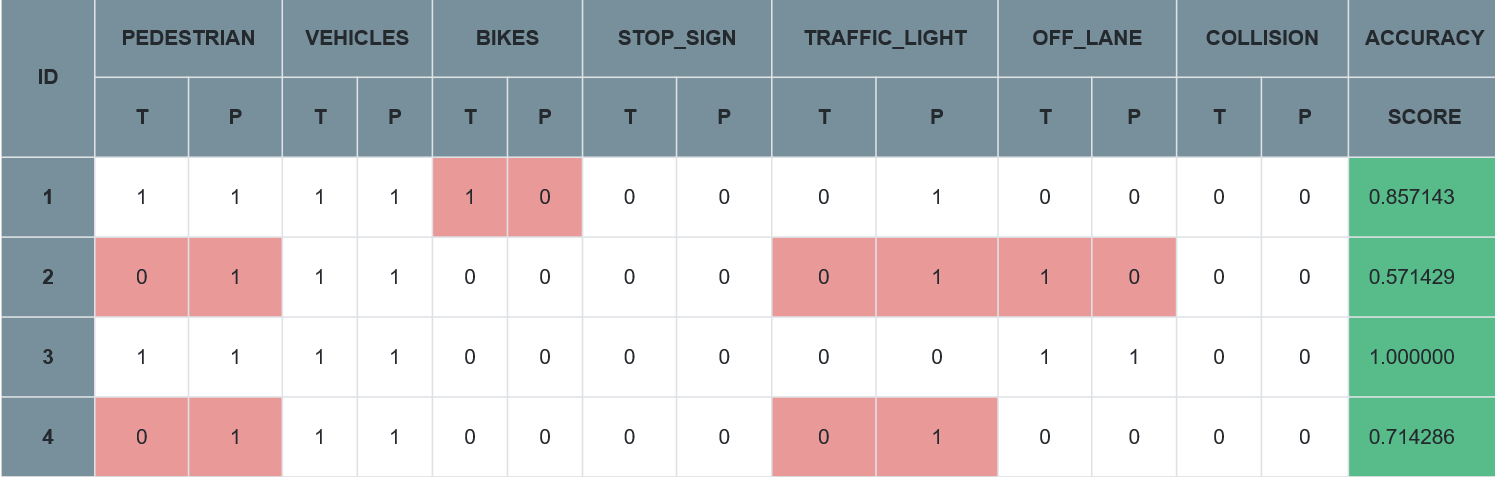 ID PEDESTRIAN VEHICLES BIKES STOP_SIGN TRAFFIC_LIGHT OFF_LANE COLLISION ACCURACY
T P T P T P T P T P T P T P SCORE
1 1 1 1 1 1 0 0 0 0 1 0 0 0 0 0.857143
2 0 1 1 1 0 0 0 0 0 1 1 0 0 0 0.571429
3 1 1 1 1 0 0 0 0 0 0 1 1 0 0 1.000000
4 0 1 1 1 0 0 0 0 0 1 0 0 0 0 0.714286